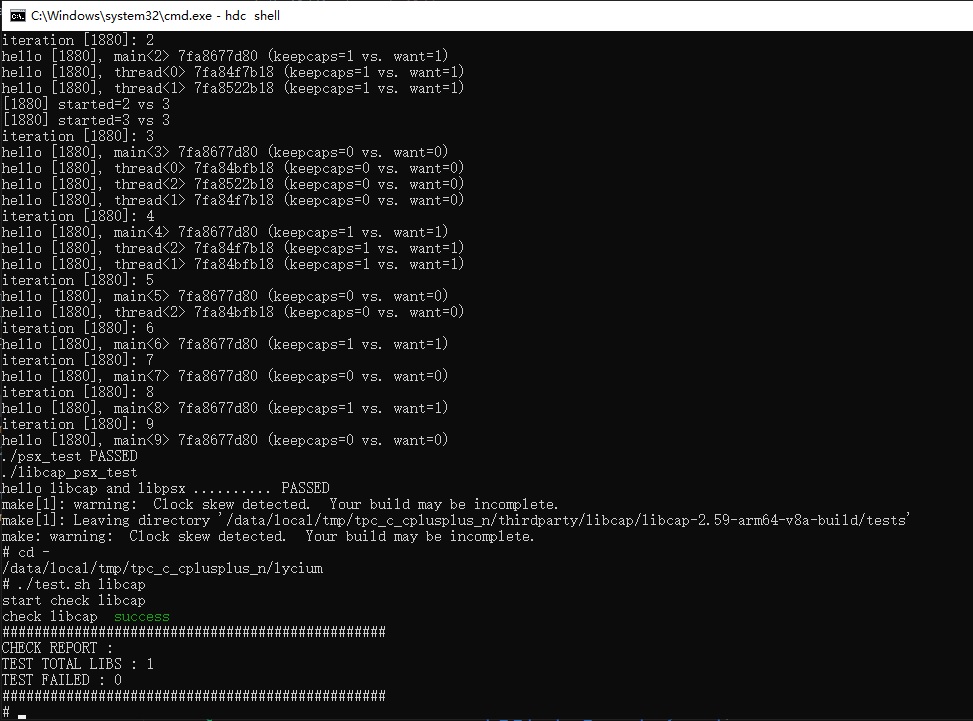 C:\Windows\system32\cmd.exe - hdc  shell
iteration [1880]: 2
hello [1880], main<2> 7fa8677d80 (keepcaps=1 vs. want=1)
hello [1880], thread<0> 7fa84f7b18 (keepcaps=1 vs. want=1)
hello [1880], thread<1> 7fa8522b18 (keepcaps=1 vs. want=1)
[1880] started=2 vs 3
[1880] started=3 vs 3
iteration [1880]: 3
hello [1880], main<3> 7fa8677d80 (keepcaps=0 vs. want=0)
hello [1880], thread<0> 7fa84bfb18 (keepcaps=0 vs. want=0)
hello [1880], thread<2> 7fa8522b18 (keepcaps=0 vs. want=0)
hello [1880], thread<1> 7fa84f7b18 (keepcaps=0 vs. want=0)
iteration [1880]: 4
hello [1880], main<4> 7fa8677d80 (keepcaps=1 vs. want=1)
hello [1880], thread<2> 7fa84f7b18 (keepcaps=1 vs. want=1)
hello [1880], thread<1> 7fa84bfb18 (keepcaps=1 vs. want=1)
iteration [1880]: 5
hello [1880], main<5> 7fa8677d80 (keepcaps=0 vs. want=0)
hello [1880], thread<2> 7fa84bfb18 (keepcaps=0 vs. want=0)
iteration [1880]: 6
hello [1880], main<6> 7fa8677d80 (keepcaps=1 vs. want=1)
iteration [1880]: 7
hello [1880], main<7> 7fa8677d80 (keepcaps=0 vs. want=0)
iteration [1880]: 8
hello [1880], main<8> 7fa8677d80 (keepcaps=1 vs. want=1)
iteration [1880]: 9
hello [1880], main<9> 7fa8677d80 (keepcaps=0 vs. want=0)
./psx_test PASSED
./libcap_psx_test
hello libcap and libpsx .......... PASSED
make[1]: warning:  Clock skew detected.  Your build may be incomplete.
make[1]: Leaving directory '/data/local/tmp/tpc_c_cplusplus_n/thirdparty/libcap/libcap-2.59-arm64-v8a-build/tests'
make: warning:  Clock skew detected.  Your build may be incomplete.
# cd -
/data/local/tmp/tpc_c_cplusplus_n/lycium
# ./test.sh libcap
start check libcap
check libcap  success
################################################
CHECK REPORT :
TEST TOTAL LIBS : 1
TEST FAILED : 0
################################################
#